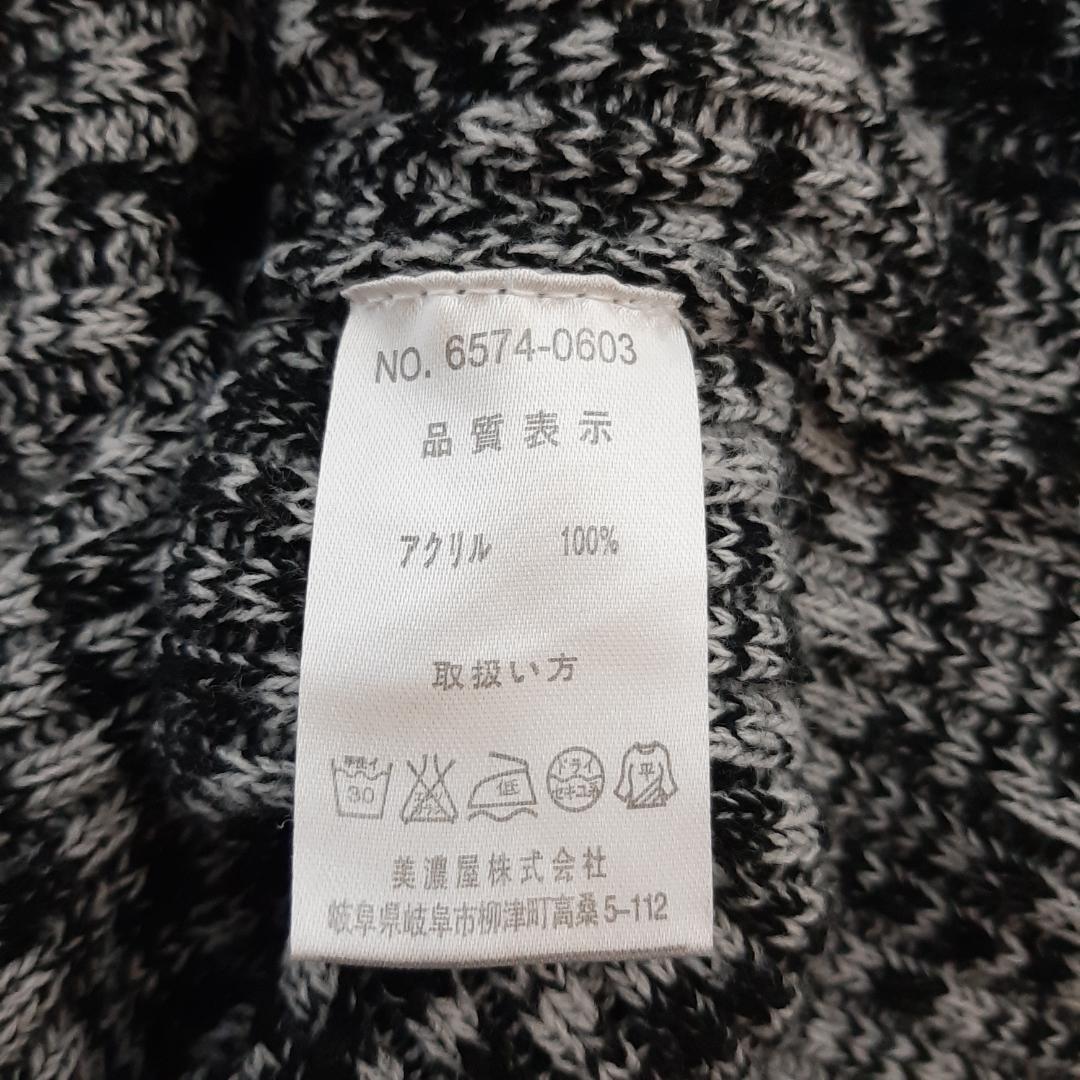 NO. 6574-0603
品質表示
アクリル 100%
取扱い方
手洗イ 30 低 ドライ セキユ系 平
美濃屋株式会社
岐阜県岐阜市柳津町高桑5-112